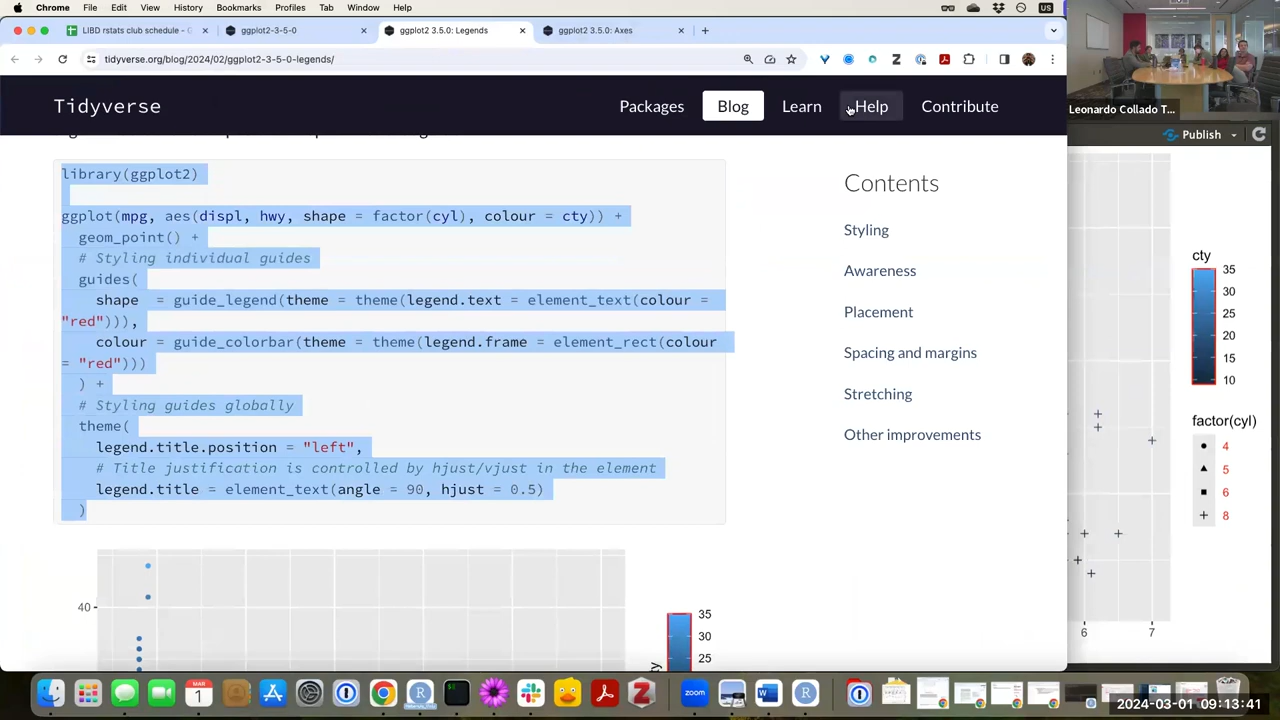 Chrome File Edit View History Bookmarks Profiles Tab Window Help US
LIBD rstats club schedule - G
ggplot2-3-5-0
ggplot2 3.5.0: Legends
ggplot2 3.5.0: Axes
tidyverse.org/blog/2024/02/ggplot2-3-5-0-legends/
Tidyverse
Packages Blog Learn Help Contribute
library(ggplot2)
ggplot(mpg, aes(displ, hwy, shape = factor(cyl), colour = cty)) +
geom_point() +
# Styling individual guides
guides(
shape = guide_legend(theme = theme(legend.text = element_text(colour =
"red"))),
colour = guide_colorbar(theme = theme(legend.frame = element_rect(colour
= "red")))
) +
# Styling guides globally
theme(
legend.title.position = "left",
# Title justification is controlled by hjust/vjust in the element
legend.title = element_text(angle = 90, hjust = 0.5)
)
40
35
30
25
Contents
Styling
Awareness
Placement
Spacing and margins
Stretching
Other improvements
Leonardo Collado T...
Publish
cty
35
30
25
20
15
10
factor(cyl)
4
5
6
8
6 7
MAR
1
zoom
2024-03-01 09:13:41